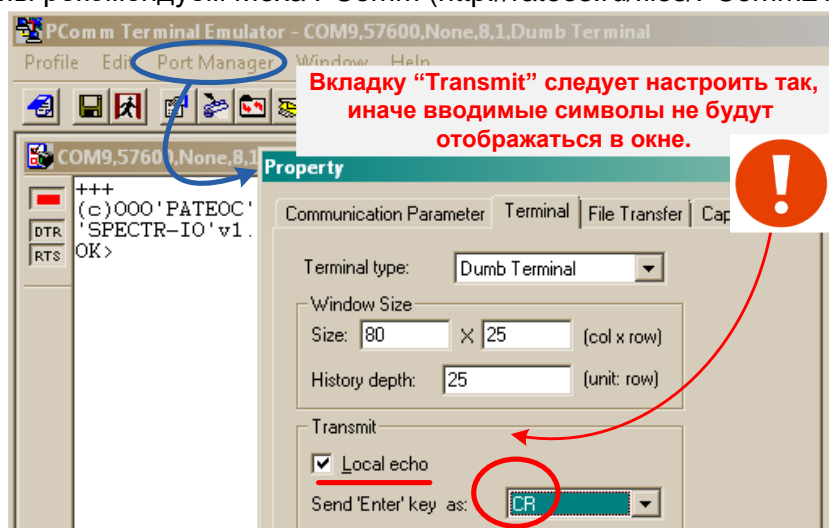 PComm Terminal Emulator - COM9,57600,None,8,1,Dumb Terminal
Profile Edit Port Manager Window Help
Вкладку “Transmit” следует настроить так,
иначе вводимые символы не будут
отображаться в окне.
COM9,57600,None,8,1
Property
+++
(c)OOO'РАТЕОС'
'SPECTR-IO'v1.
OK>
DTR
RTS
Communication Parameter Terminal File Transfer
Terminal type: Dumb Terminal
Window Size
Size: 80 X 25 (col x row)
History depth: 25 (unit: row)
Transmit
Local echo
Send 'Enter' key as: CR